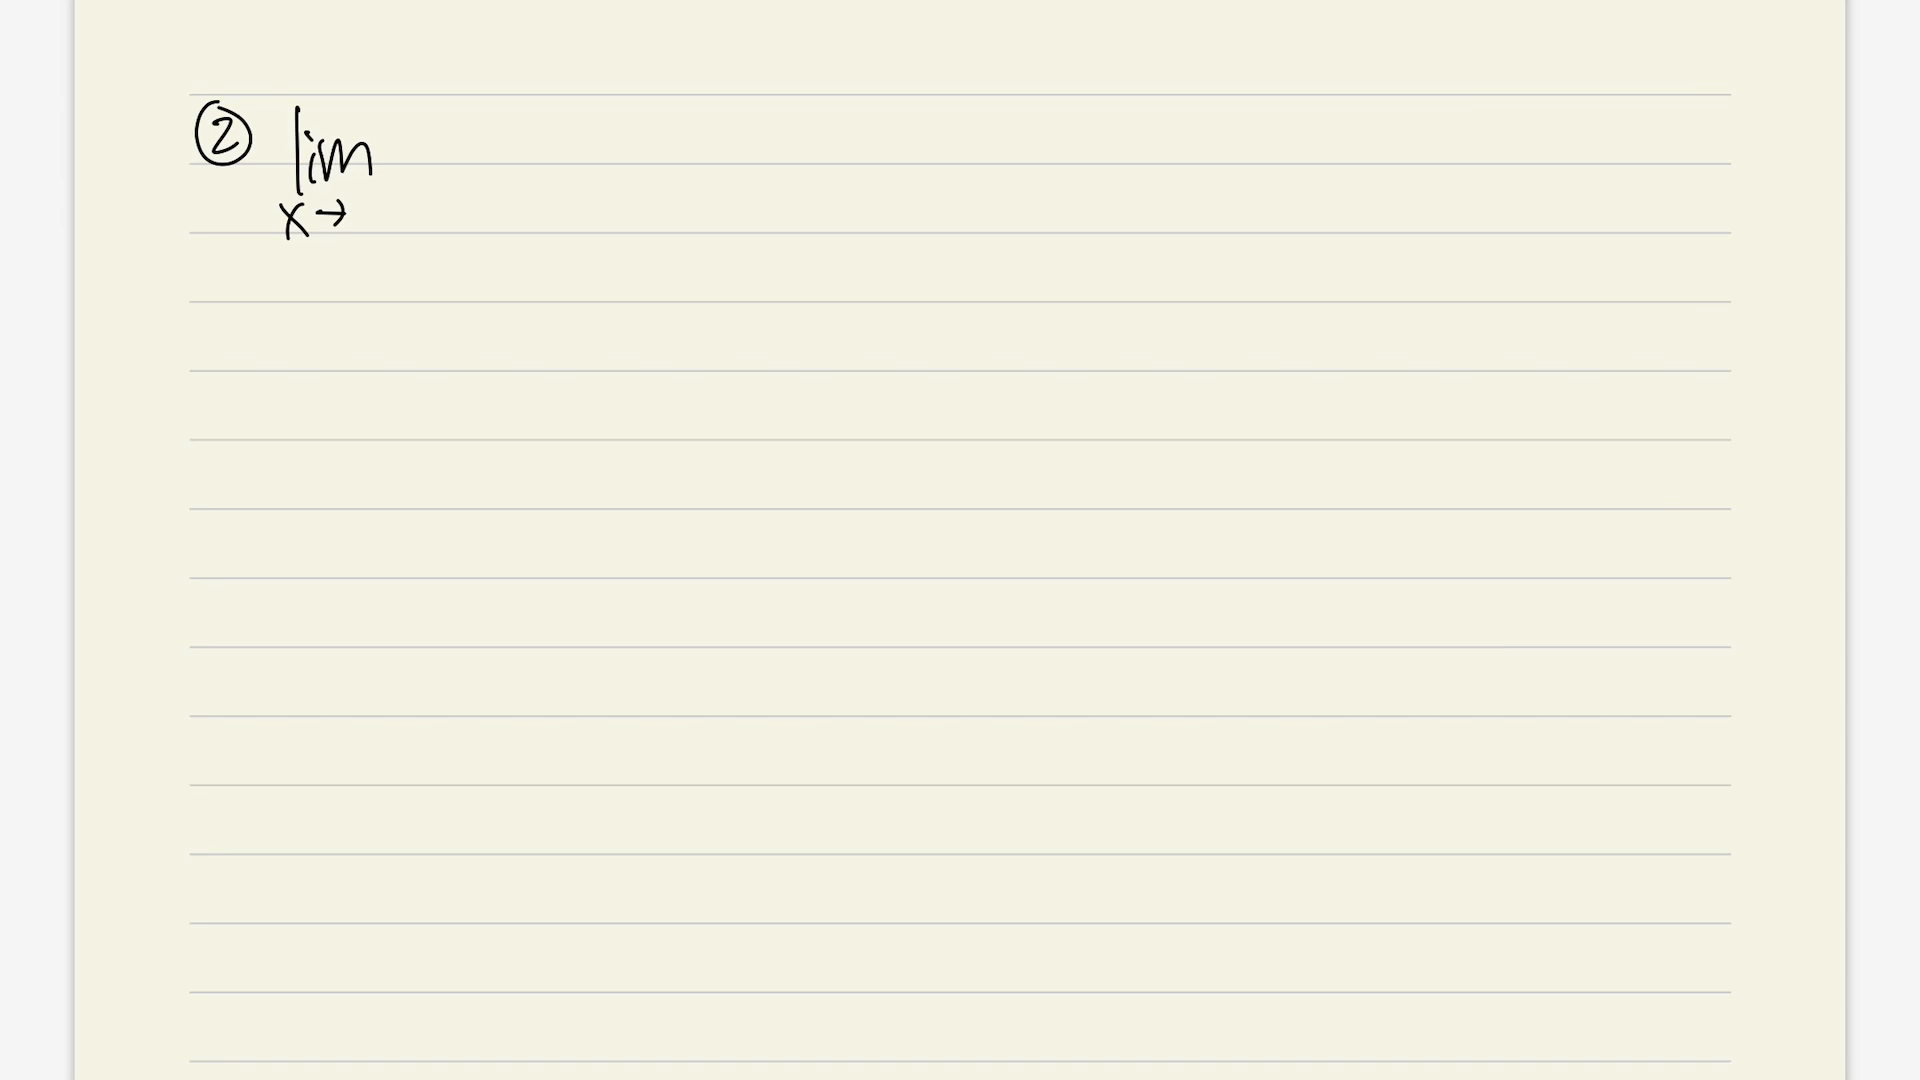 ② lim
x →